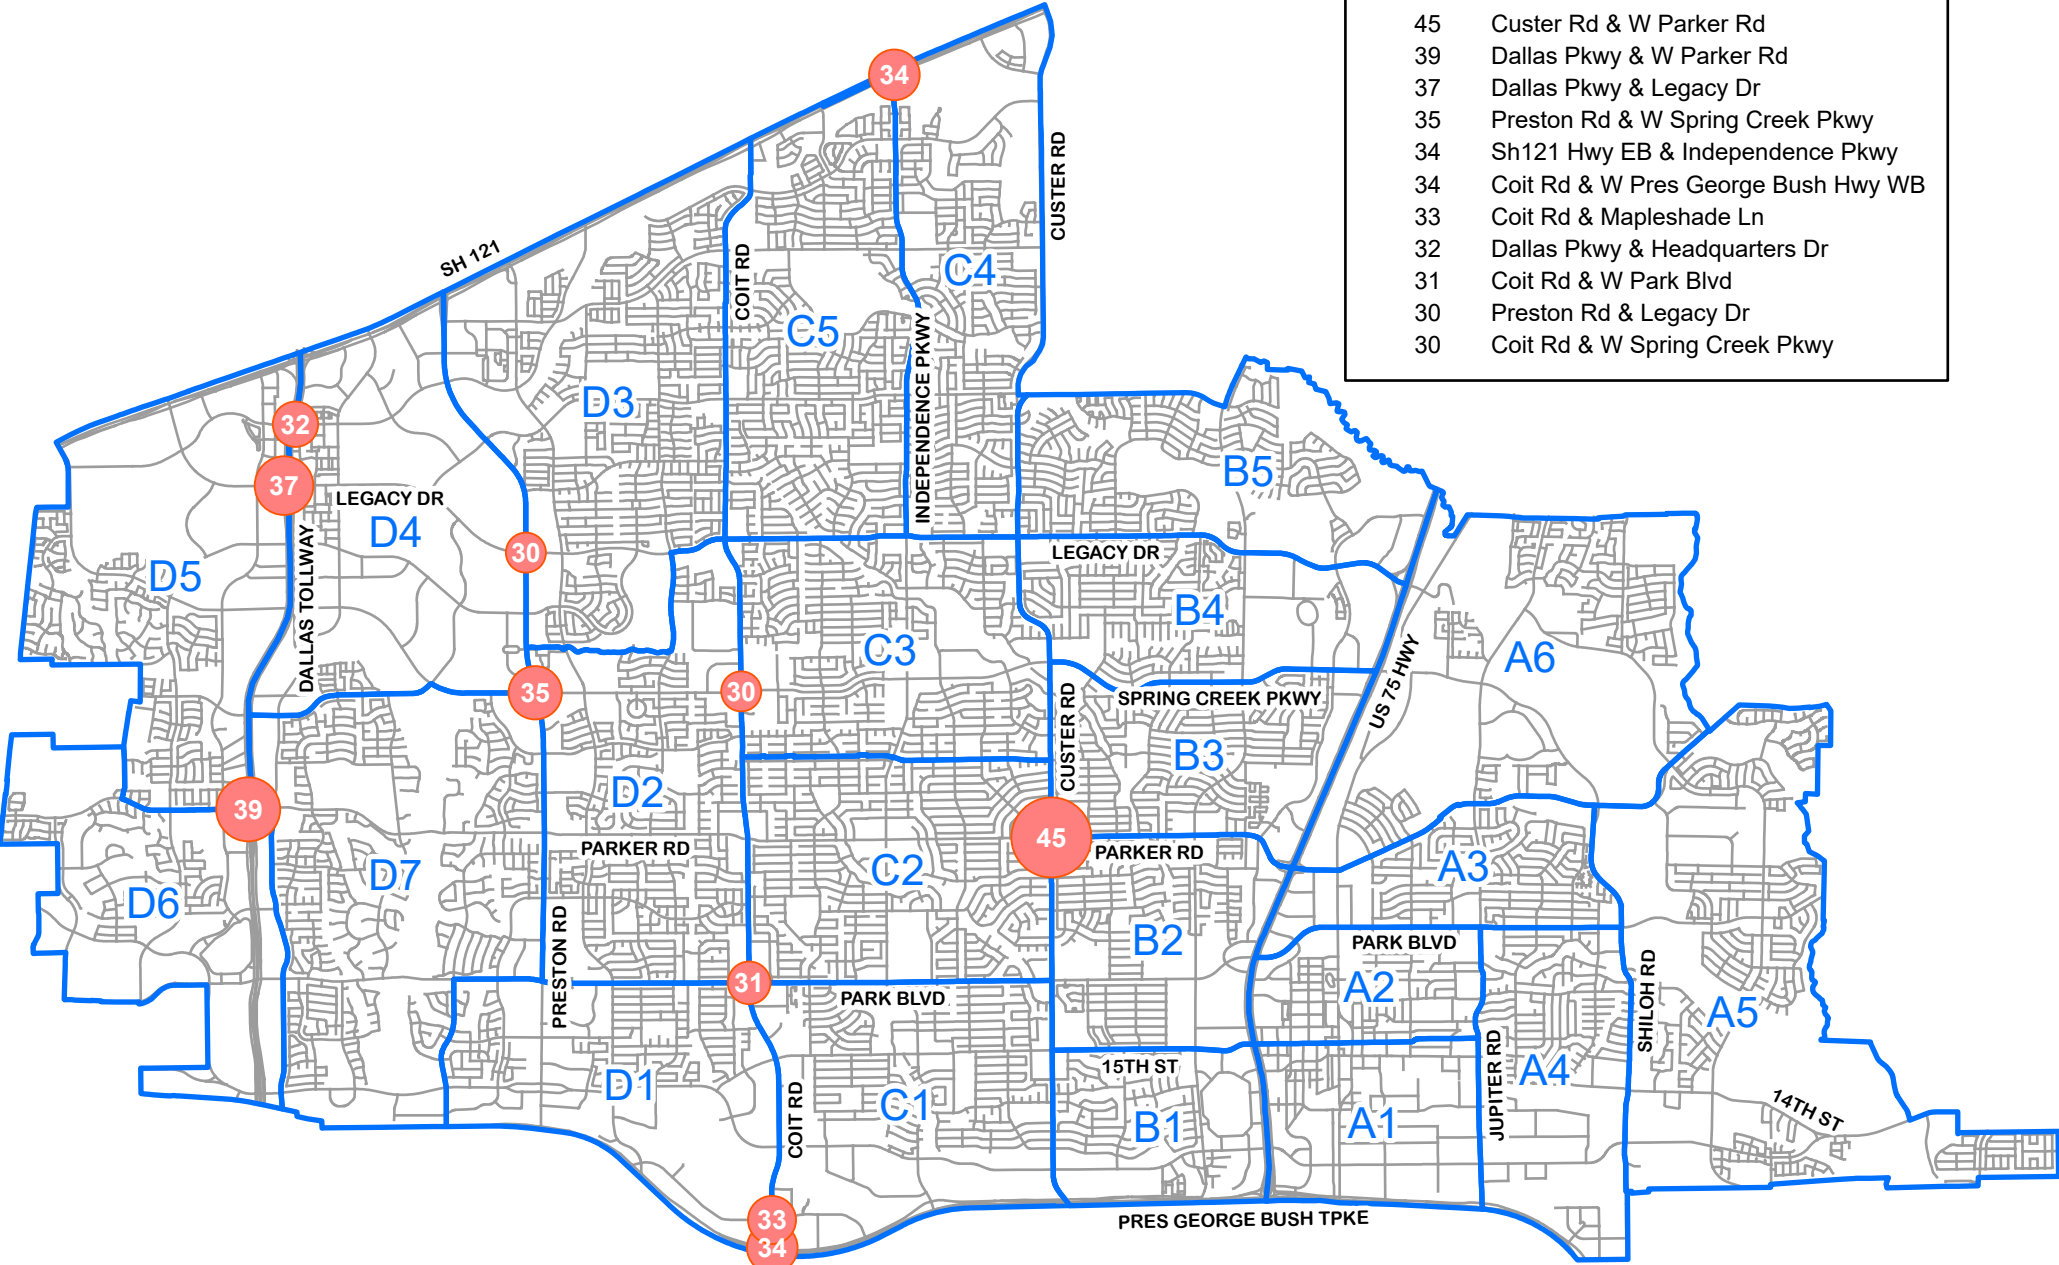 45 Custer Rd & W Parker Rd
39 Dallas Pkwy & W Parker Rd
37 Dallas Pkwy & Legacy Dr
35 Preston Rd & W Spring Creek Pkwy
34 Sh121 Hwy EB & Independence Pkwy
34 Coit Rd & W Pres George Bush Hwy WB
33 Coit Rd & Mapleshade Ln
32 Dallas Pkwy & Headquarters Dr
31 Coit Rd & W Park Blvd
30 Preston Rd & Legacy Dr
30 Coit Rd & W Spring Creek Pkwy
34
CUSTER RD
SH 121
COIT RD
C4
C5
INDEPENDENCE PKWY
D3
32
B5
37
LEGACY DR
D4
30
LEGACY DR
D5
DALLAS TOLLWAY
B4
C3
A6
US 75 HWY
35
30
SPRING CREEK PKWY
CUSTER RD
B3
D2
39
45
PARKER RD
PARKER RD
C2
A3
D7
D6
PRESTON RD
B2
PARK BLVD
31
PARK BLVD
A2
SHILOH RD
A5
15TH ST
JUPITER RD
A4
D1
COIT RD
C1
B1
A1
14TH ST
33
34
PRES GEORGE BUSH TPKE